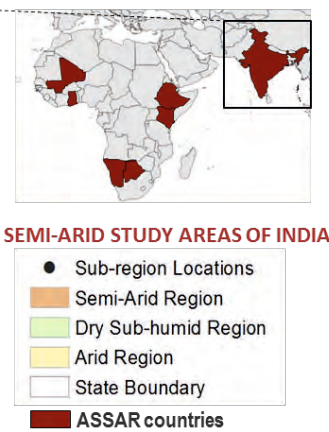 SEMI-ARID STUDY AREAS OF INDIA
Sub-region Locations
Semi-Arid Region
Dry Sub-humid Region
Arid Region
State Boundary
ASSAR countries